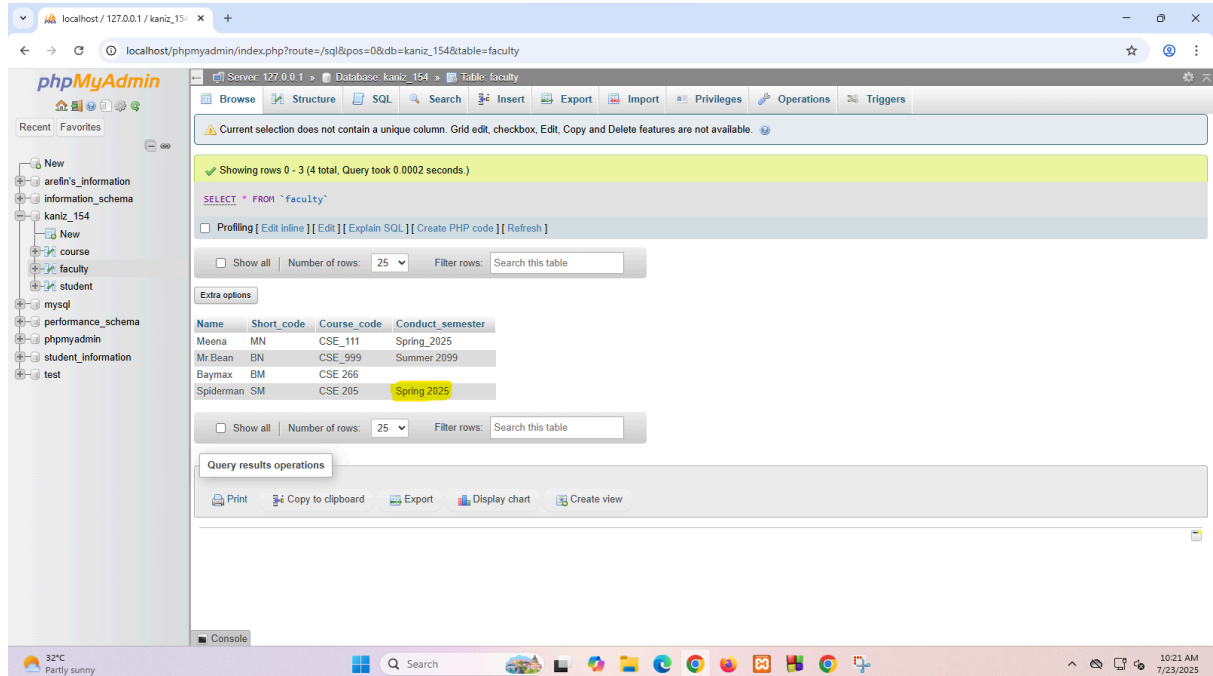 localhost / 127.0.0.1 / kaniz_154
localhost/phpmyadmin/index.php?route=/sql&pos=0&db=kaniz_154&table=faculty
phpMyAdmin
Recent Favorites
New
arefin's_information
information_schema
kaniz_154
New
course
faculty
student
mysql
performance_schema
phpmyadmin
student_information
test
Server: 127.0.0.1 » Database: kaniz_154 » Table: faculty
Browse Structure SQL Search Insert Export Import Privileges Operations Triggers
Current selection does not contain a unique column. Grid edit, checkbox, Edit, Copy and Delete features are not available.
Showing rows 0 - 3 (4 total, Query took 0.0002 seconds.)
SELECT * FROM `faculty`
Profiling [ Edit inline ] [ Edit ] [ Explain SQL ] [ Create PHP code ] [ Refresh ]
Show all | Number of rows: 25 Filter rows: Search this table
Extra options
Name Short_code Course_code Conduct_semester
Meena MN CSE_111 Spring_2025
Mr.Bean BN CSE_999 Summer 2099
Baymax BM CSE 266
Spiderman SM CSE 205 Spring 2025
Show all | Number of rows: 25 Filter rows: Search this table
Query results operations
Print Copy to clipboard Export Display chart Create view
Console
32°C
Partly sunny
Search
10:21 AM
7/23/2025